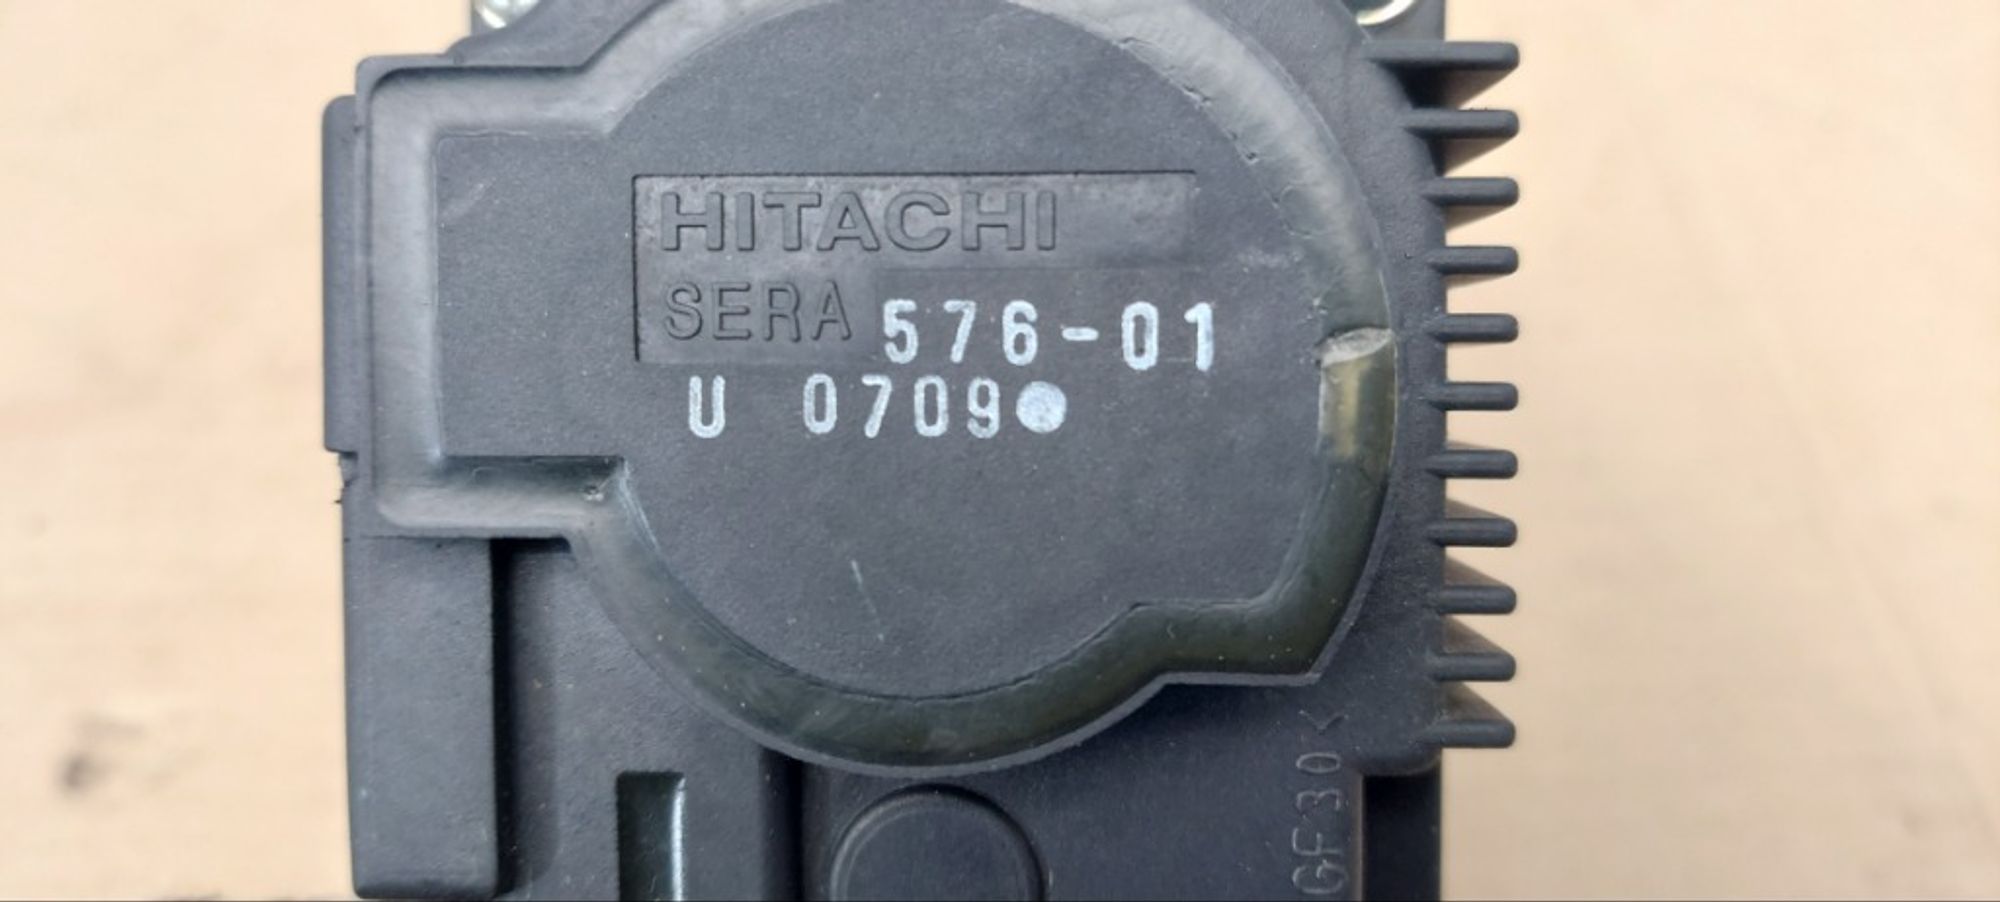 HITACHI
SERA 576-01
U 0709
GF30<